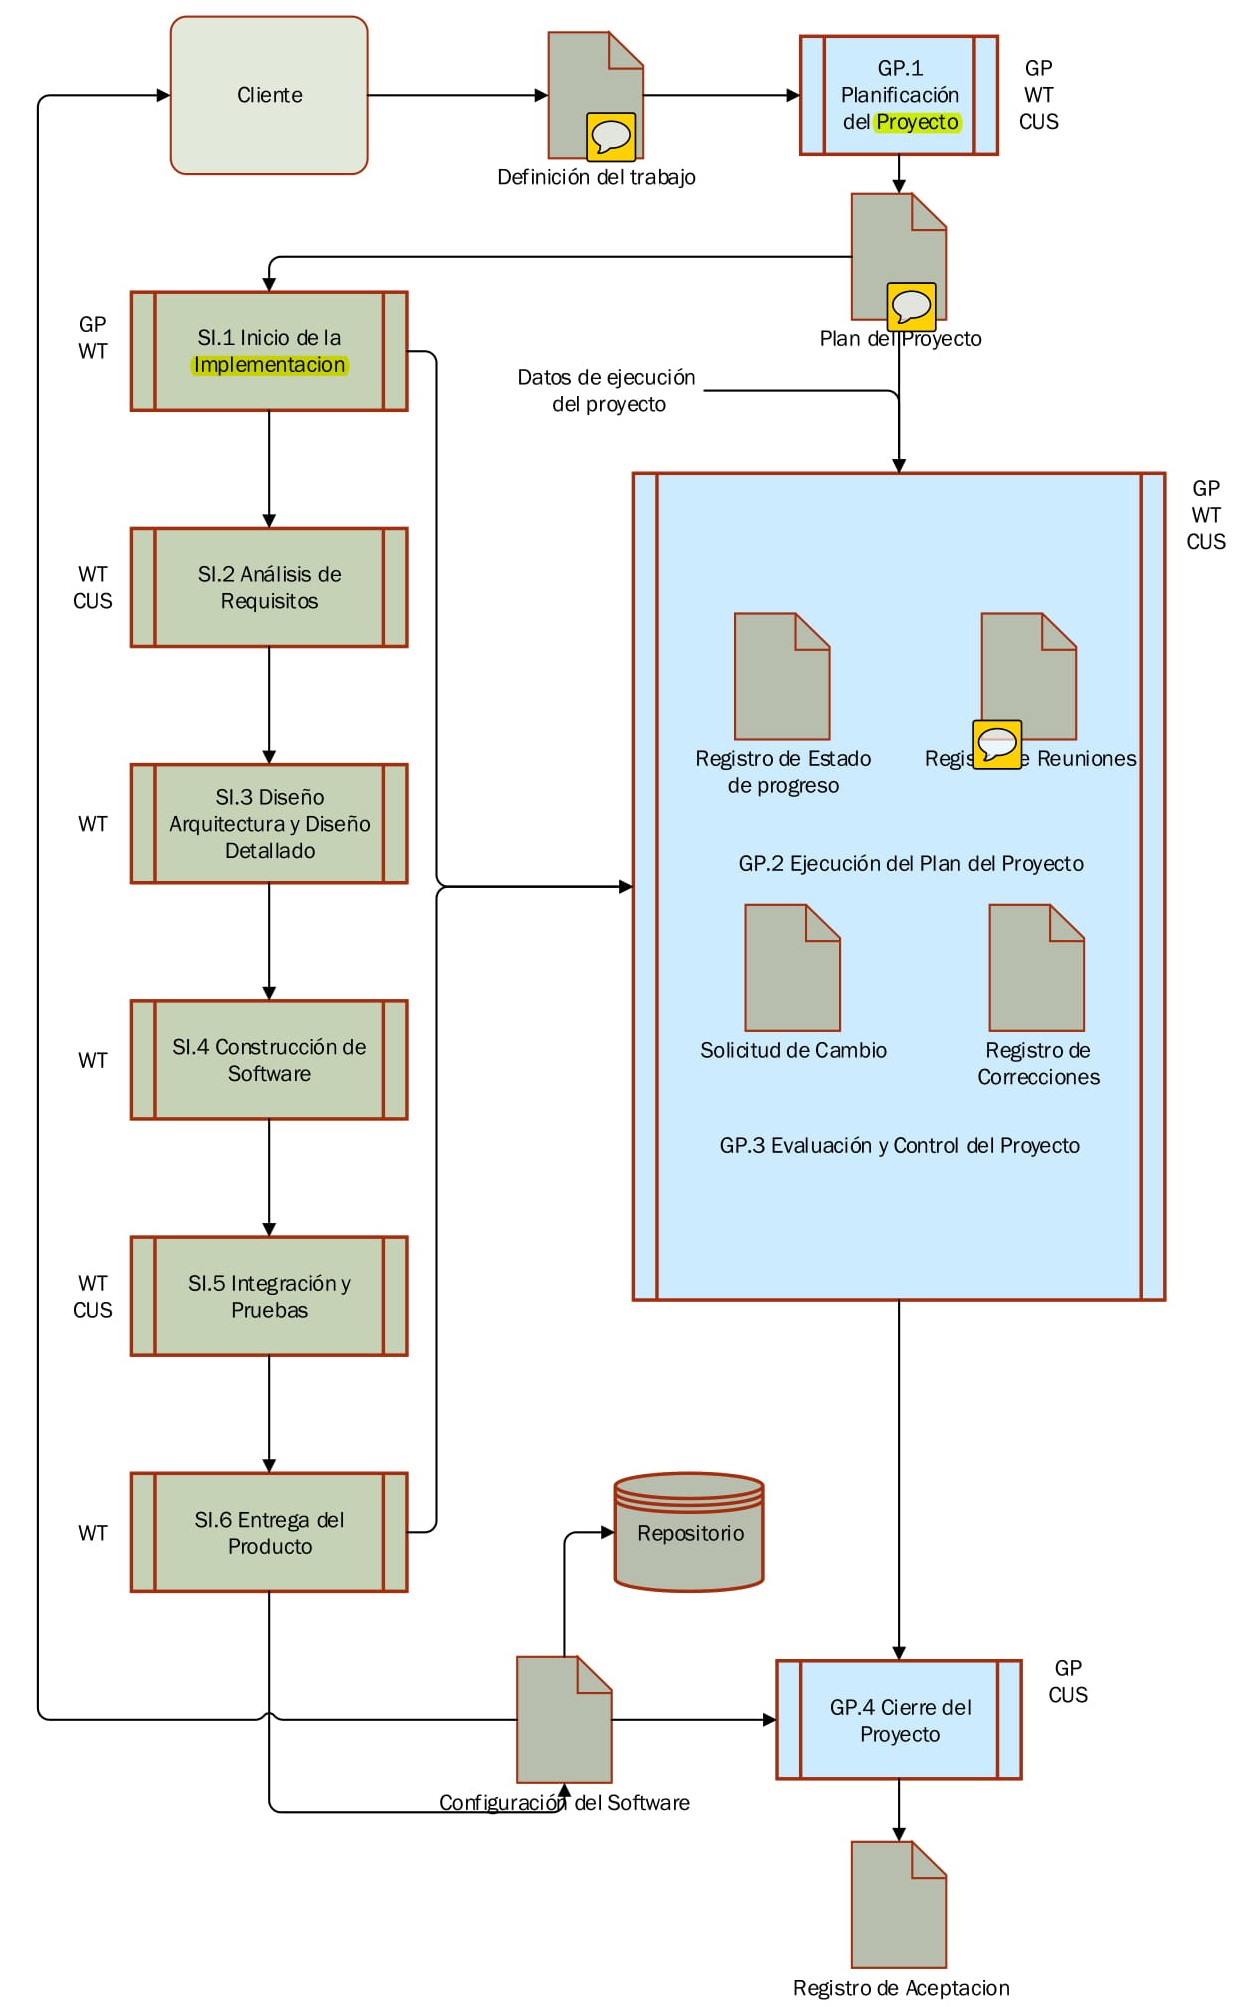 Cliente
Definición del trabajo
GP.1
Planificación
del Proyecto
GP
WT
CUS
Plan del Proyecto
GP
WT
SI.1 Inicio de la
Implementacion
Datos de ejecución
del proyecto
GP
WT
CUS
WT
CUS
SI.2 Análisis de
Requisitos
Registro de Estado
de progreso
Reuniones
WT
SI.3 Diseño
Arquitectura y Diseño
Detallado
GP.2 Ejecución del Plan del Proyecto
Solicitud de Cambio
Registro de
Correcciones
WT
SI.4 Construcción de
Software
GP.3 Evaluación y Control del Proyecto
WT
CUS
SI.5 Integración y
Pruebas
WT
SI.6 Entrega del
Producto
Repositorio
Configuración del Software
GP.4 Cierre del
Proyecto
GP
CUS
Registro de Aceptacion